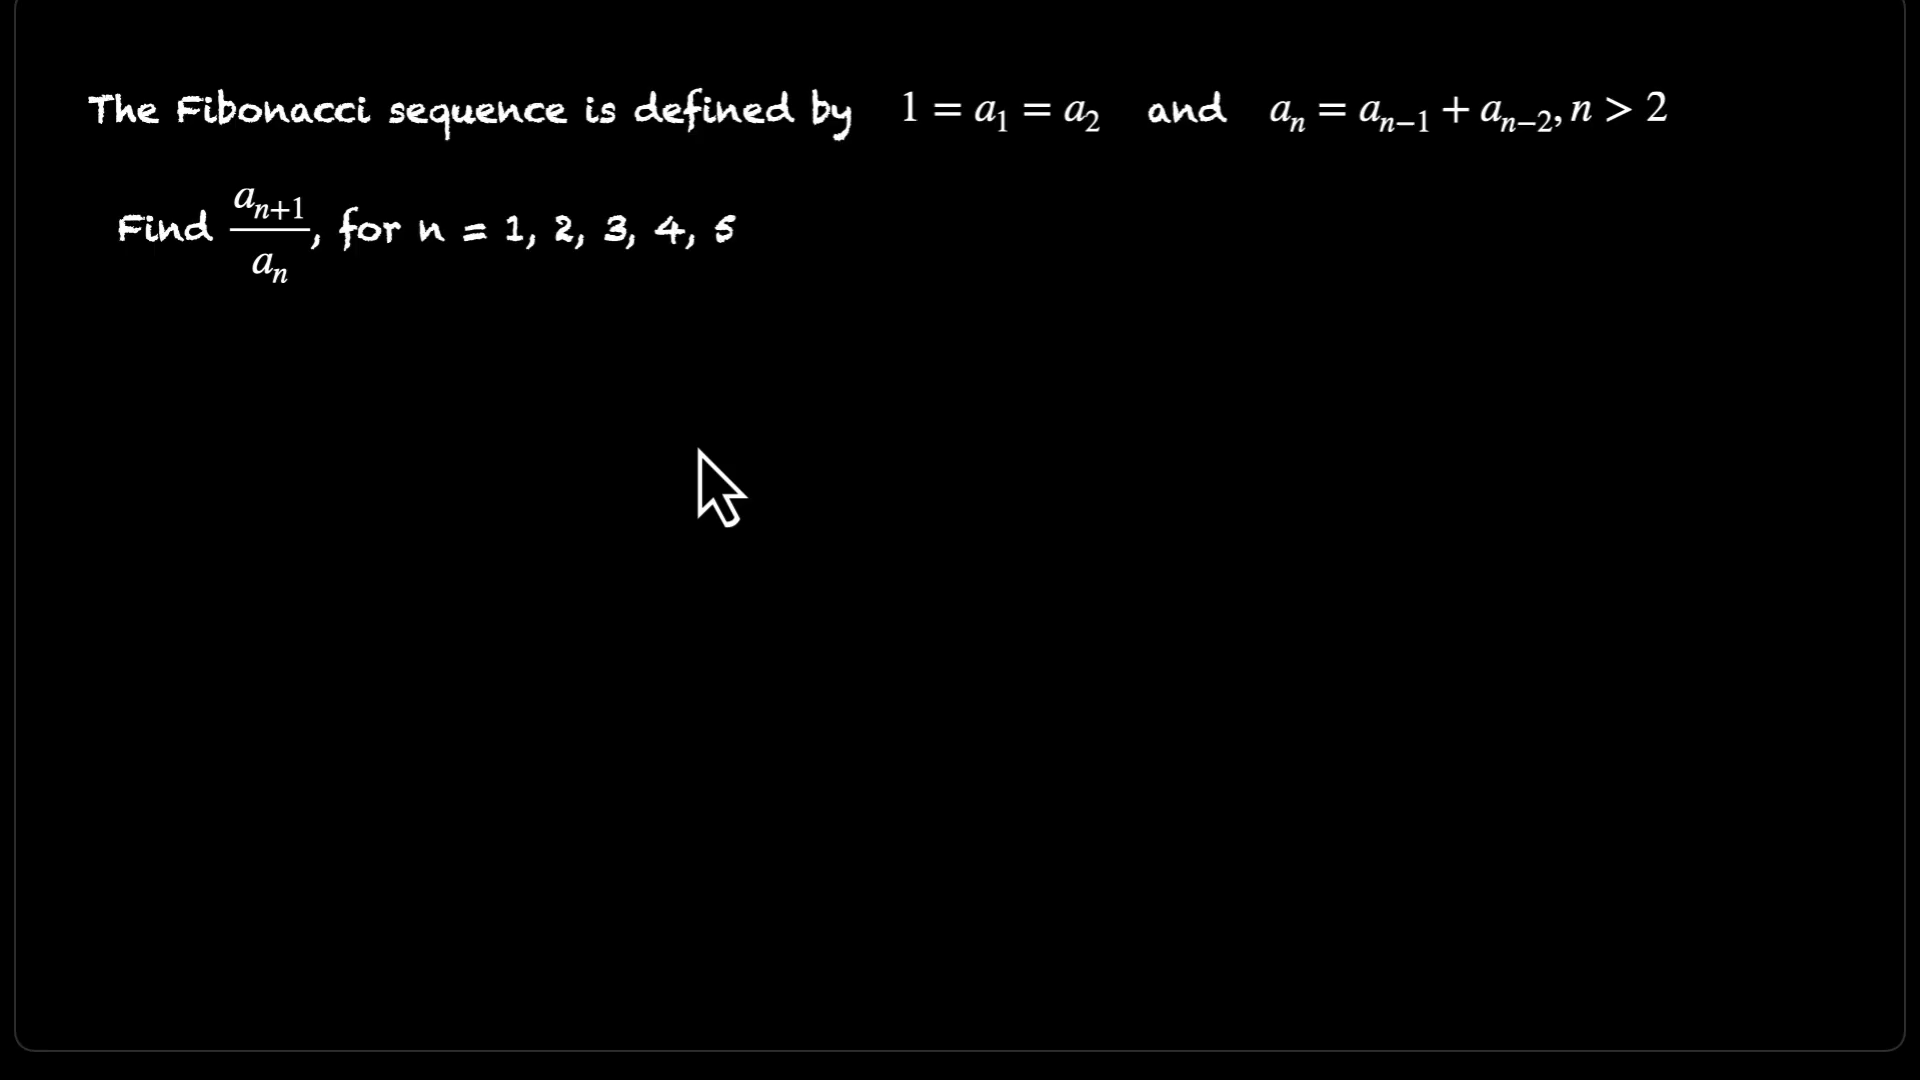 The Fibonacci sequence is defined by 1 = a₁ = a₂ and aₙ = aₙ₋₁ + aₙ₋₂, n > 2
Find aₙ₊₁/aₙ, for n = 1, 2, 3, 4, 5